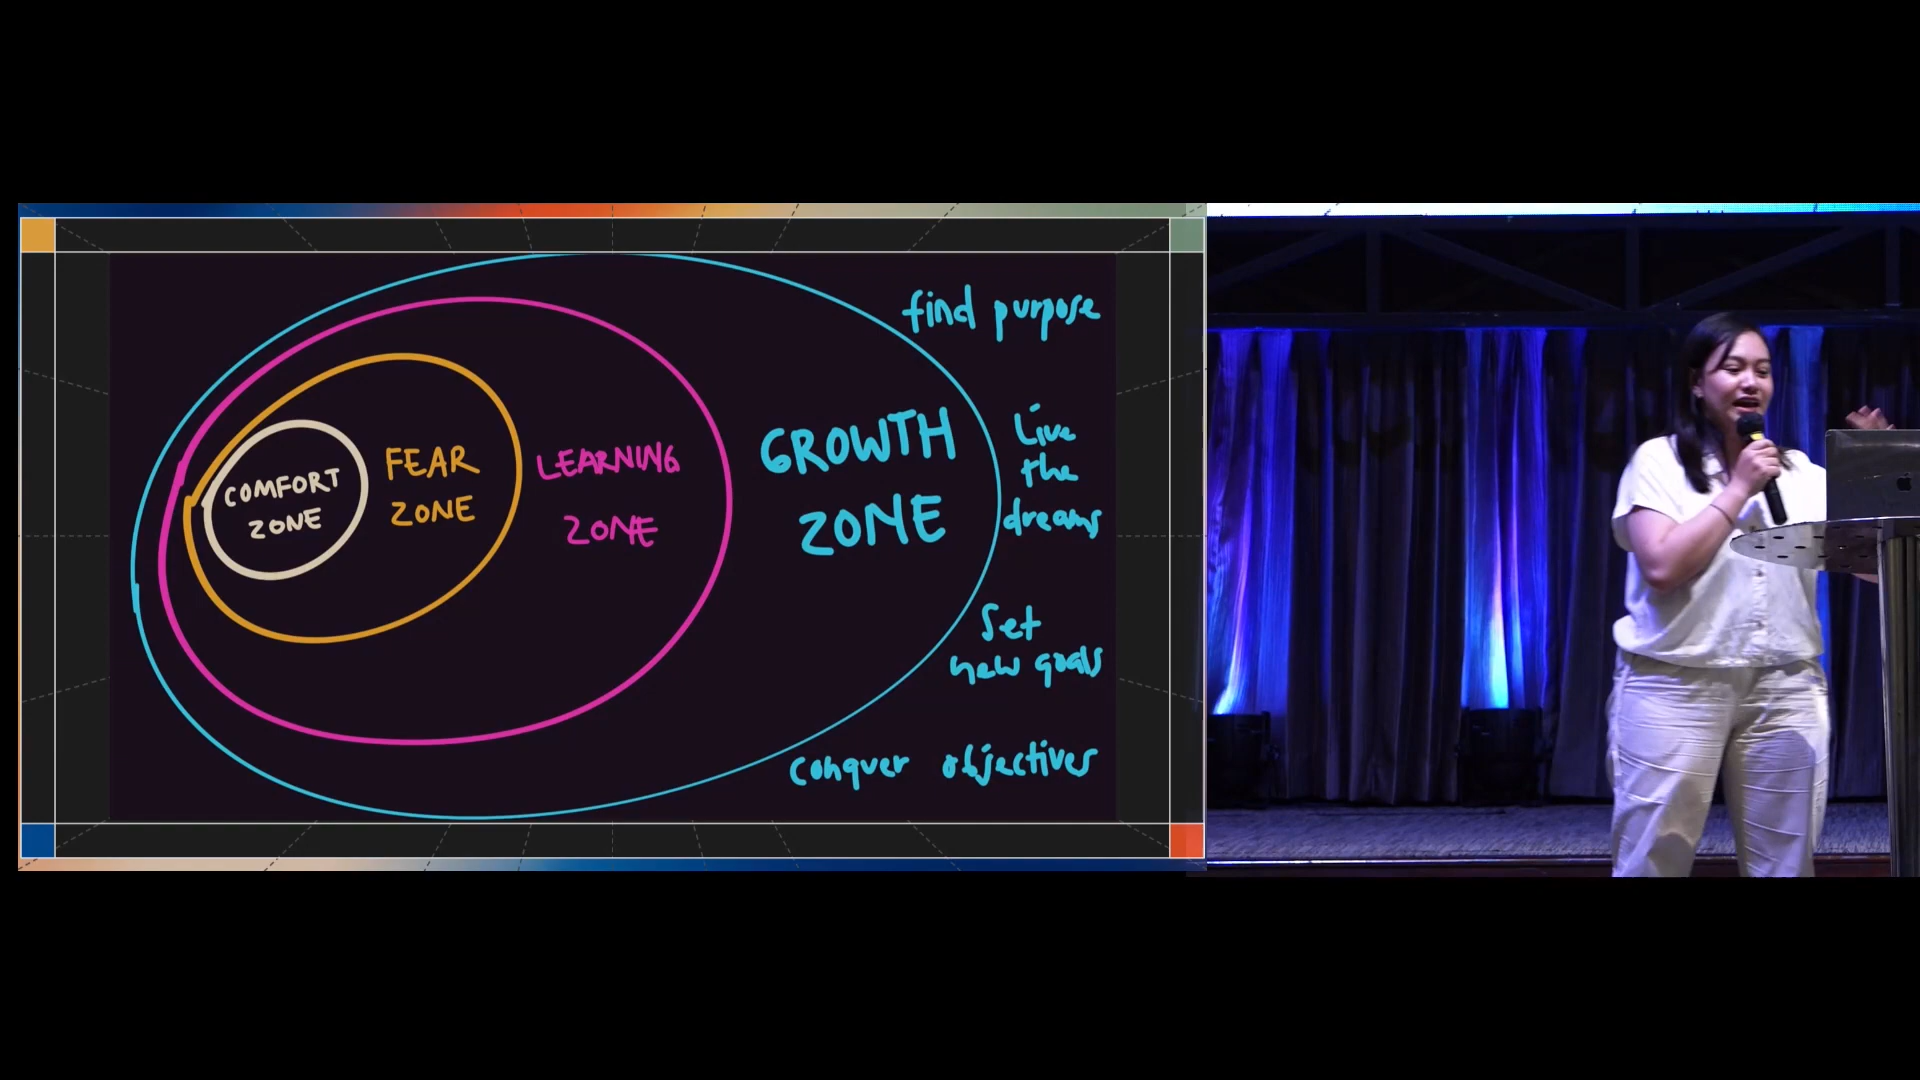 COMFORT
ZONE
FEAR
ZONE
LEARNING
ZONE
GROWTH
ZONE
find purpose
Live
the
dreams
Set
new goals
conquer objectives